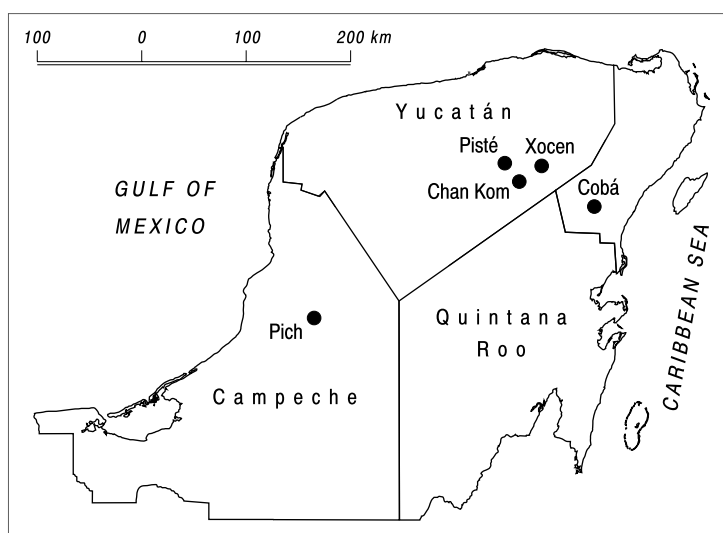 100 0 100 200 km
Yucatán
Pisté Xocen
Chan Kom
Cobá
GULF OF
MEXICO
CARIBBEAN SEA
Pich
Quintana
Roo
Campeche